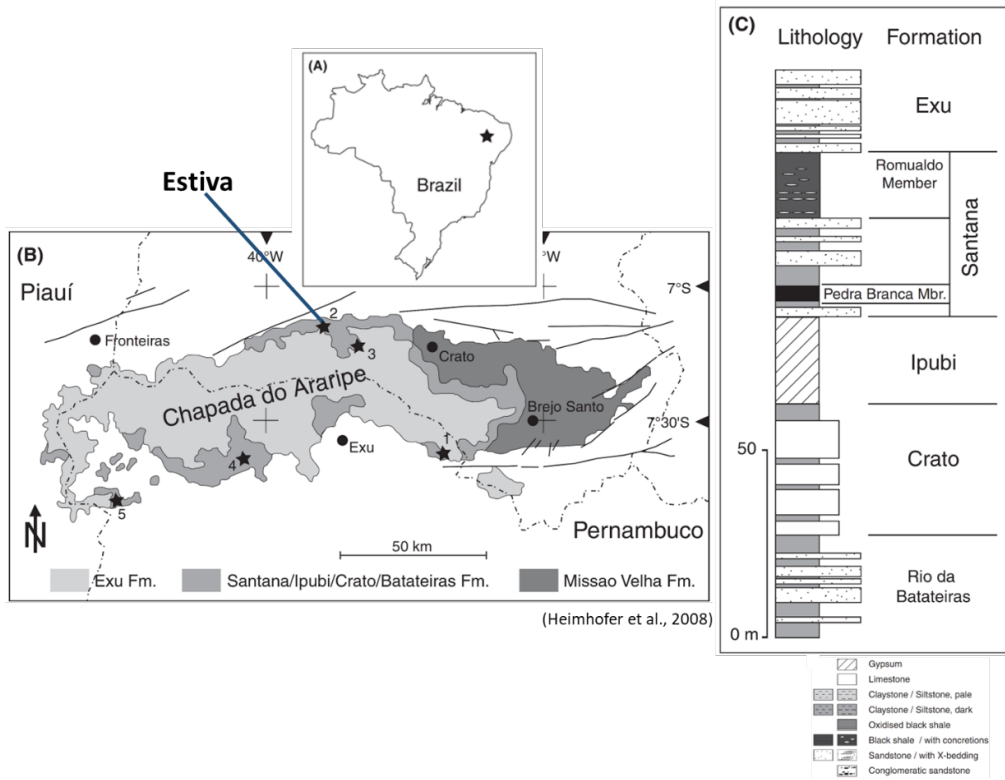 (A)
Brazil
Estiva
(B)
40°W
°W
Piauí
7°S
2
Fronteiras
3
Crato
Chapada do Araripe
Brejo Santo
7°30'S
Exu
1
4
5
N
Pernambuco
50 km
Exu Fm.
Santana/Ipubi/Crato/Batateiras Fm.
Missao Velha Fm.
(Heimhofer et al., 2008)
(C)
Lithology
Formation
Exu
Romualdo
Member
Santana
Pedra Branca Mbr.
Ipubi
50
Crato
Rio da
Batateiras
0 m
Gypsum
Limestone
Claystone / Siltstone, pale
Claystone / Siltstone, dark
Oxidised black shale
Black shale / with concretions
Sandstone / with X-bedding
Conglomeratic sandstone